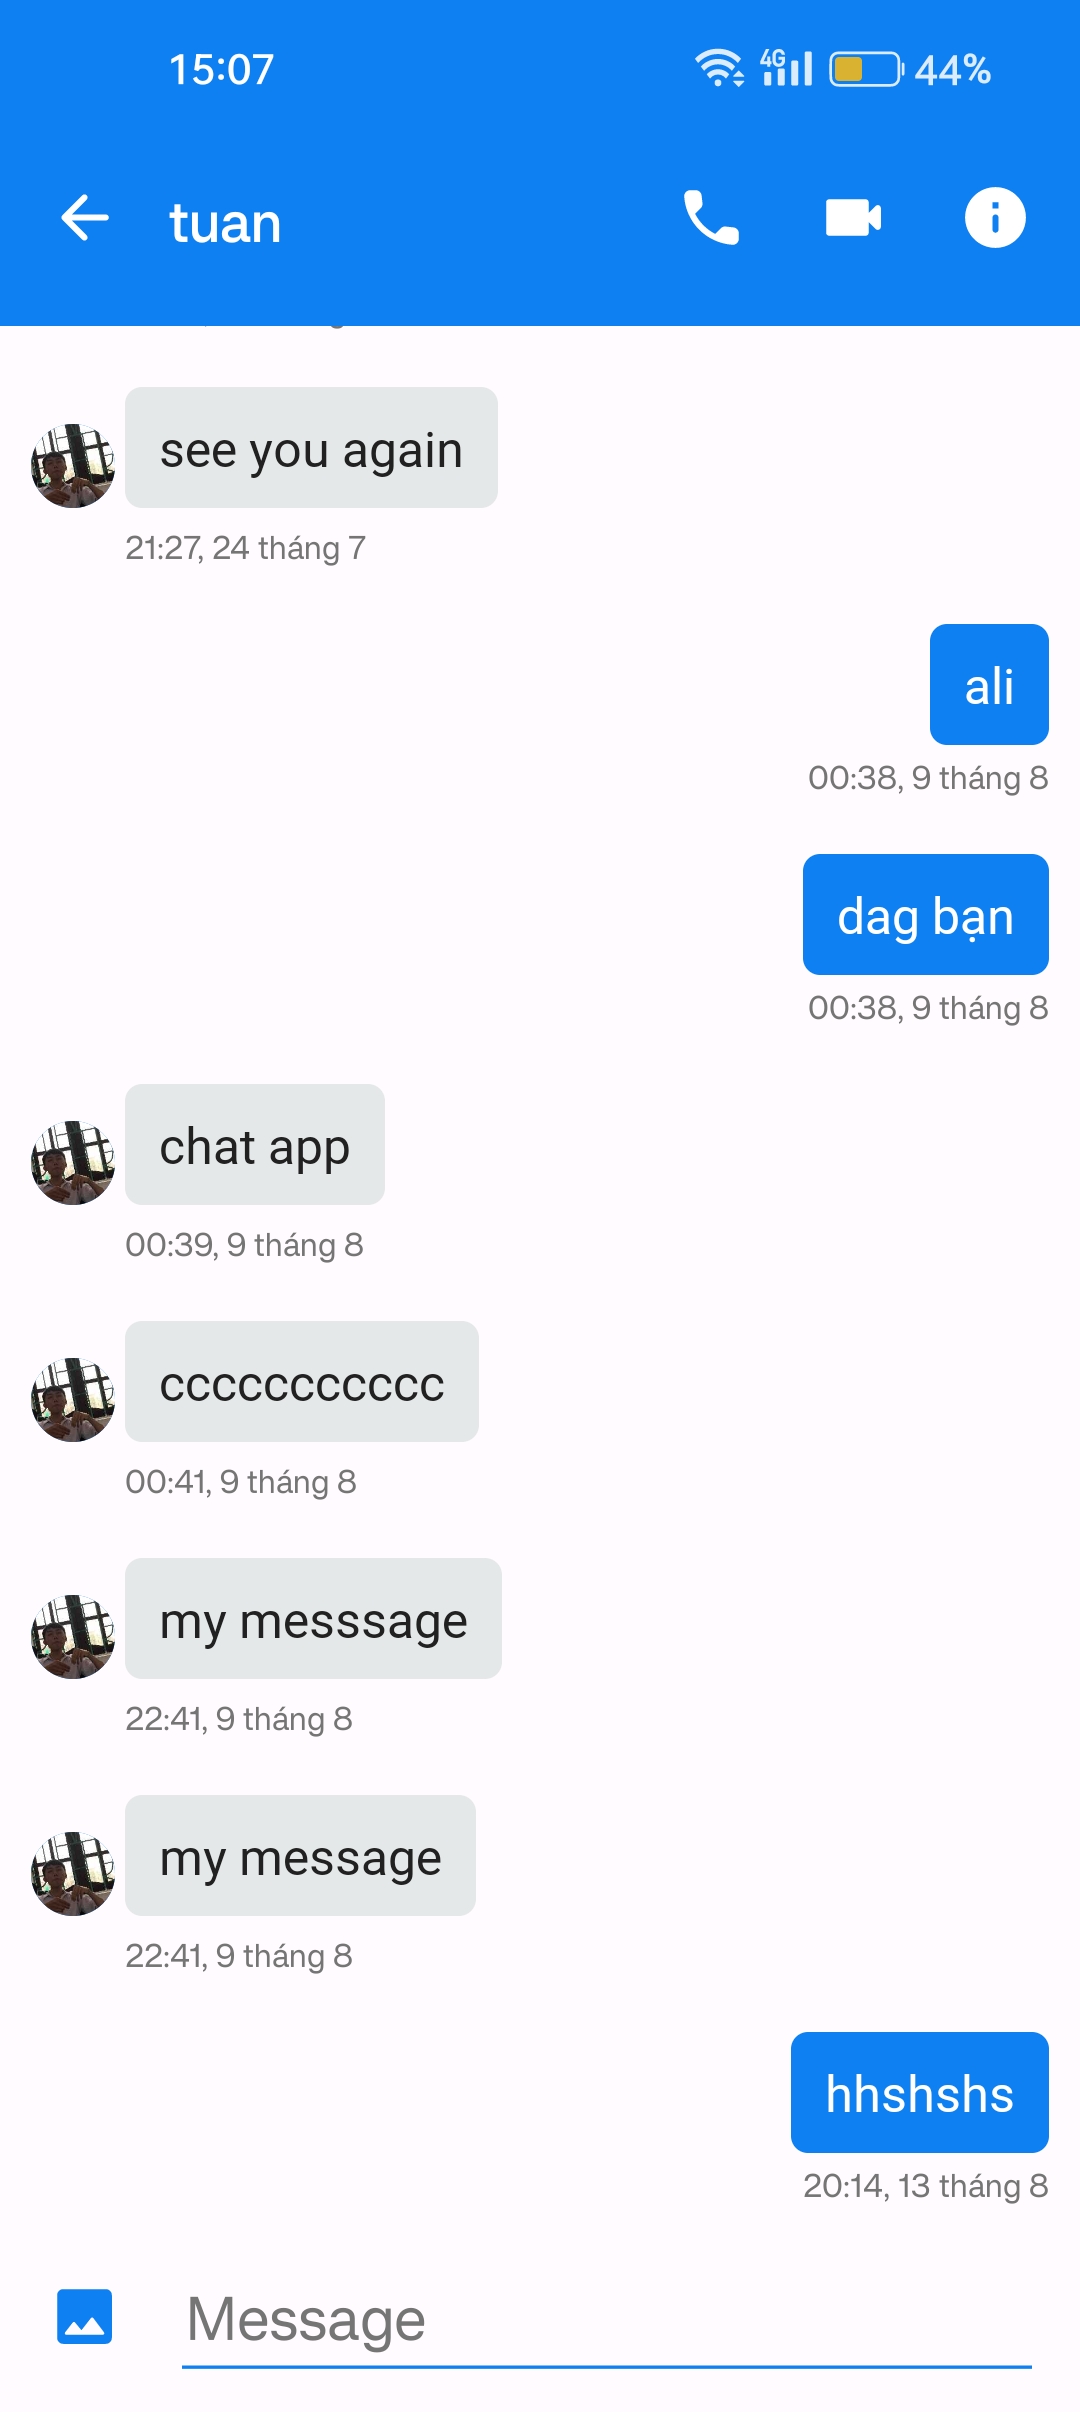 15:07 4G 44%
tuan
see you again
21:27, 24 tháng 7
ali
00:38, 9 tháng 8
dag bạn
00:38, 9 tháng 8
chat app
00:39, 9 tháng 8
ccccccccccc
00:41, 9 tháng 8
my messsage
22:41, 9 tháng 8
my message
22:41, 9 tháng 8
hhshshs
20:14, 13 tháng 8
Message